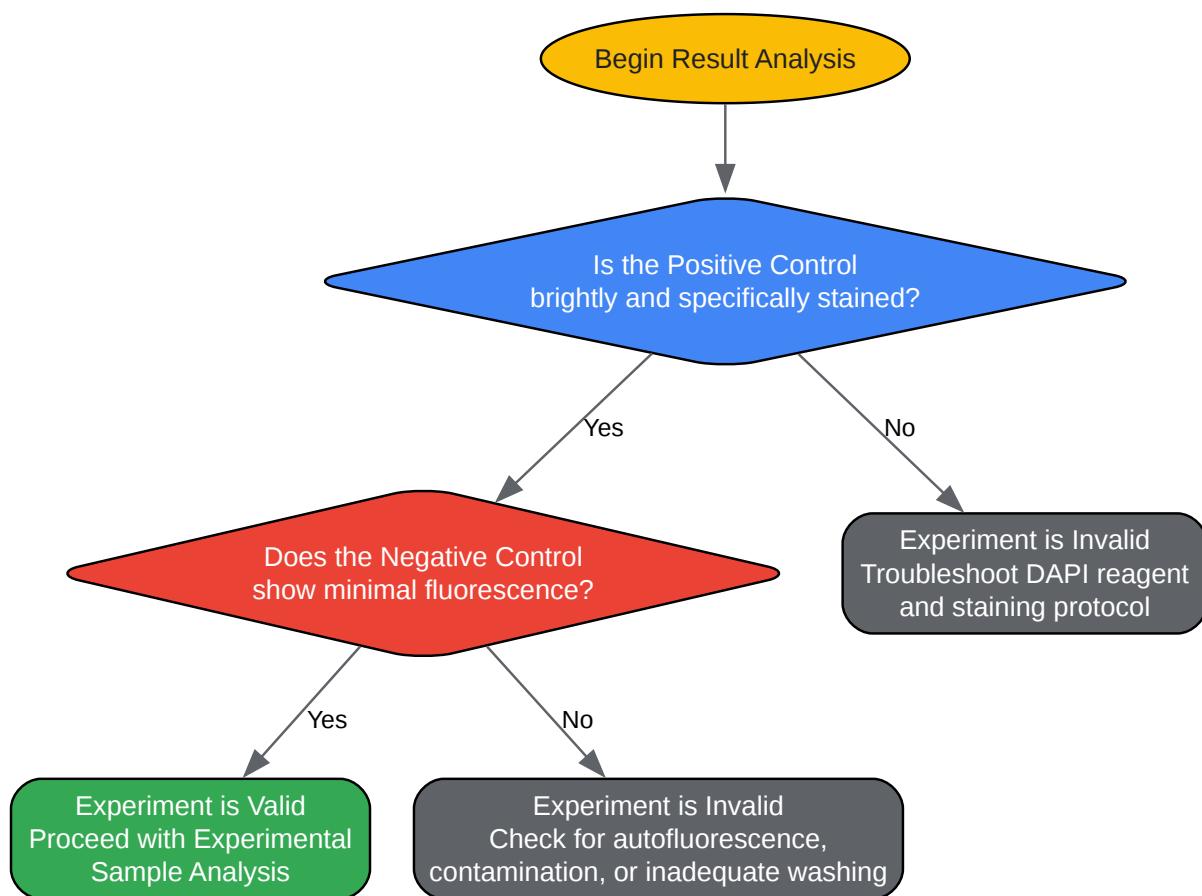 Begin Result Analysis
Is the Positive Control
brightly and specifically stained?
Yes
No
Does the Negative Control
show minimal fluorescence?
Experiment is Invalid
Troubleshoot DAPI reagent
and staining protocol
Yes
No
Experiment is Valid
Proceed with Experimental
Sample Analysis
Experiment is Invalid
Check for autofluorescence,
contamination, or inadequate washing